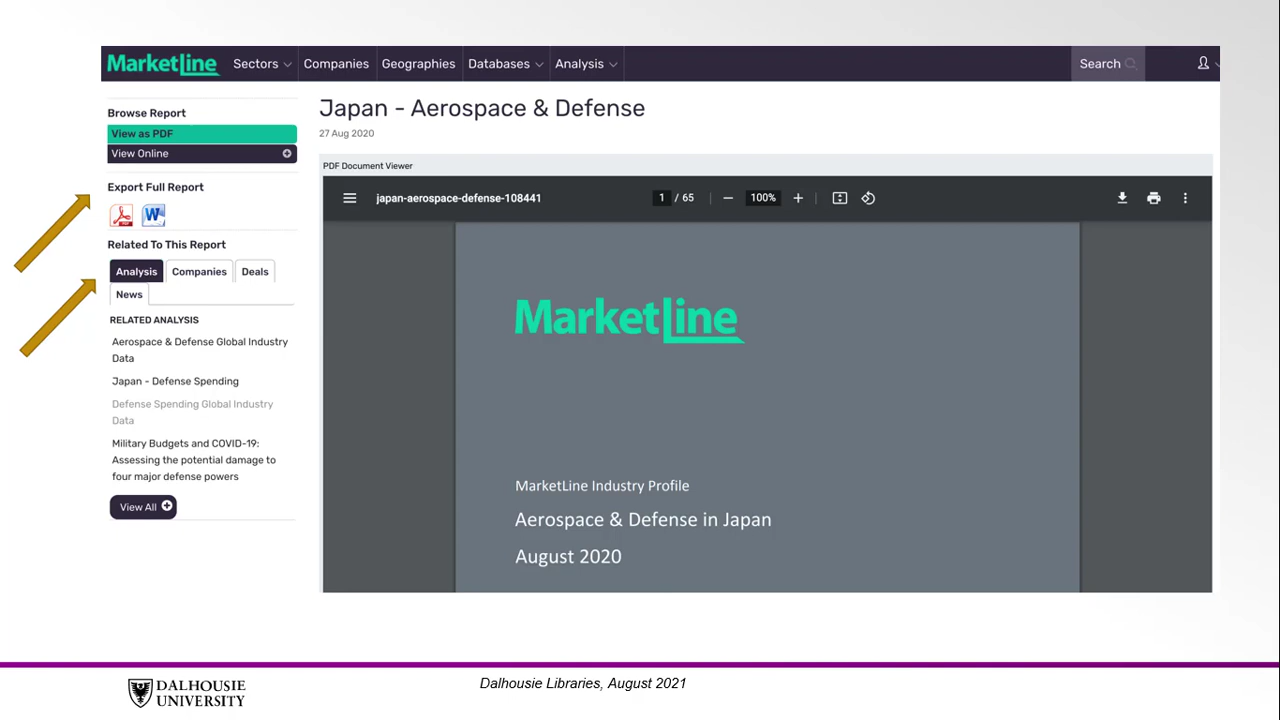 MarketLine Sectors Companies Geographies Databases Analysis Search
Browse Report
View as PDF
View Online
Export Full Report
PDF W
Related To This Report
Analysis Companies Deals
News
RELATED ANALYSIS
Aerospace & Defense Global Industry
Data
Japan - Defense Spending
Defense Spending Global Industry
Data
Military Budgets and COVID-19:
Assessing the potential damage to
four major defense powers
View All
Japan - Aerospace & Defense
27 Aug 2020
PDF Document Viewer
japan-aerospace-defense-108441 1 / 65 100%
MarketLine
MarketLine Industry Profile
Aerospace & Defense in Japan
August 2020
DALHOUSIE
UNIVERSITY
Dalhousie Libraries, August 2021